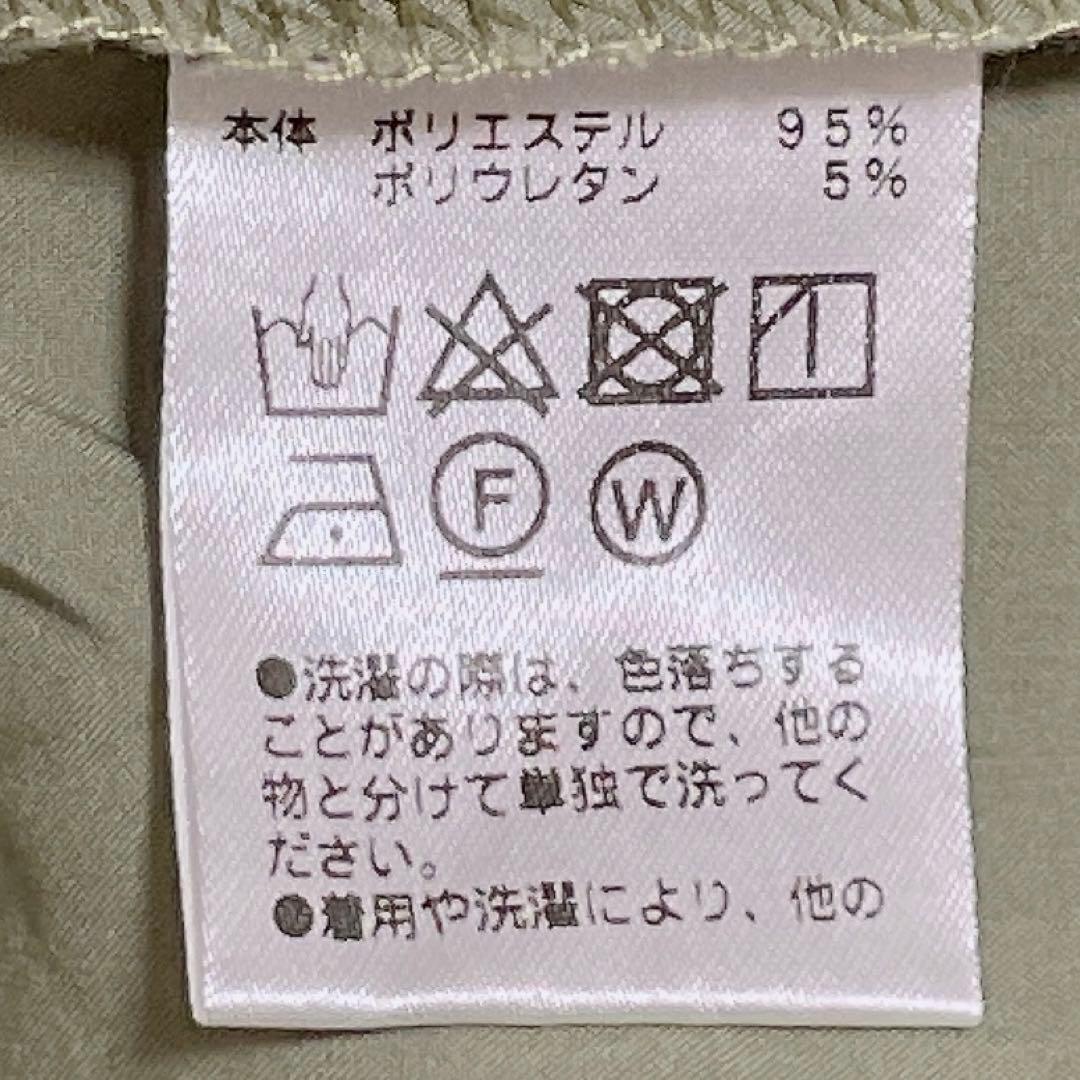 本体 ポリエステル 95%
ポリウレタン 5%
F W
●洗濯の際は、色落ちする
ことがありますので、他の
物と分けて単独で洗ってく
ださい。
●着用や洗濯により、他の